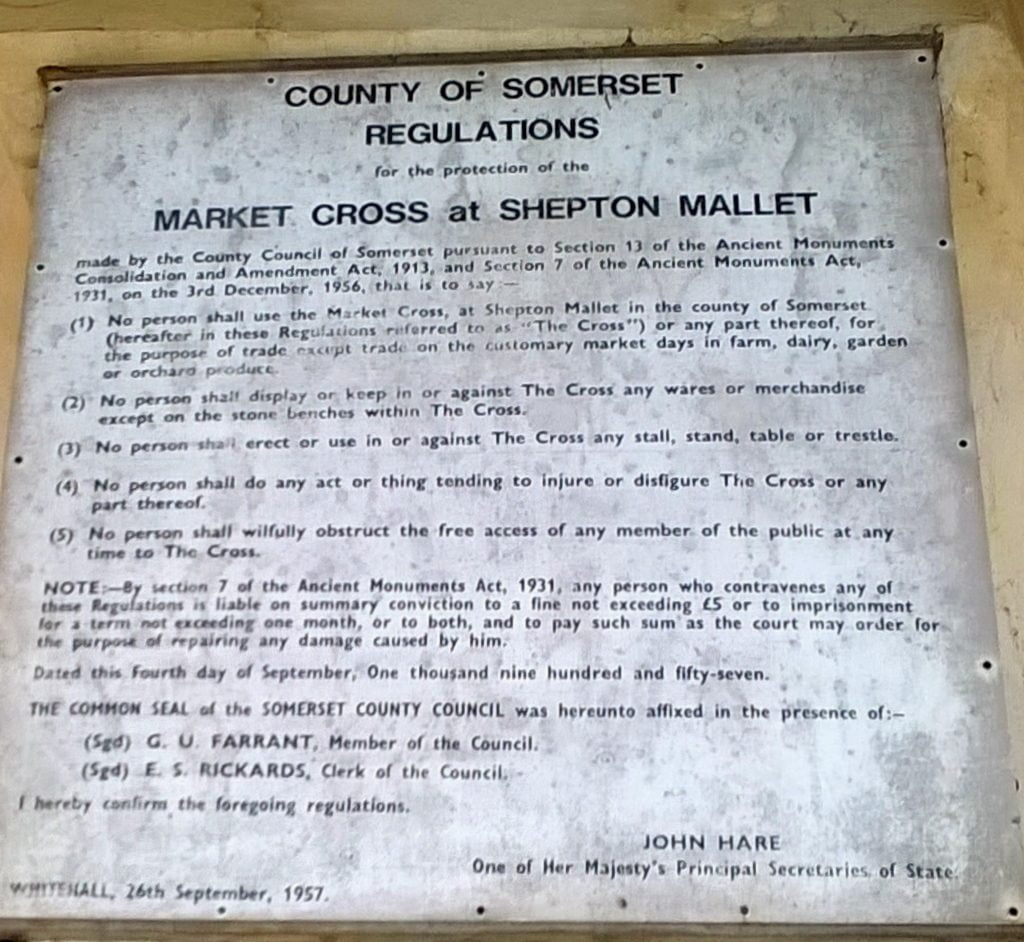 COUNTY OF SOMERSET
REGULATIONS
for the protection of the
MARKET CROSS at SHEPTON MALLET
made by the County Council of Somerset pursuant to Section 13 of the Ancient Monuments
Consolidation and Amendment Act, 1913, and Section 7 of the Ancient Monuments Act,
1931, on the 3rd December, 1956, that is to say:—
(1) No person shall use the Market Cross, at Shepton Mallet in the county of Somerset
(hereafter in these Regulations referred to as "The Cross") or any part thereof, for
the purpose of trade except trade on the customary market days in farm, dairy, garden
or orchard produce.
(2) No person shall display or keep in or against The Cross any wares or merchandise
except on the stone benches within The Cross.
(3) No person shall erect or use in or against The Cross any stall, stand, table or trestle.
(4) No person shall do any act or thing tending to injure or disfigure The Cross or any
part thereof.
(5) No person shall wilfully obstruct the free access of any member of the public at any
time to The Cross.
NOTE:—By section 7 of the Ancient Monuments Act, 1931, any person who contravenes any of
these Regulations is liable on summary conviction to a fine not exceeding £5 or to imprisonment
for a term not exceeding one month, or to both, and to pay such sum as the court may order for
the purpose of repairing any damage caused by him.
Dated this Fourth day of September, One thousand nine hundred and fifty-seven.
THE COMMON SEAL of the SOMERSET COUNTY COUNCIL was hereunto affixed in the presence of:—
(Sgd) G. U. FARRANT, Member of the Council.
(Sgd) E. S. RICKARDS, Clerk of the Council.
I hereby confirm the foregoing regulations.
JOHN HARE
One of Her Majesty's Principal Secretaries of State.
WHITEHALL, 26th September, 1957.